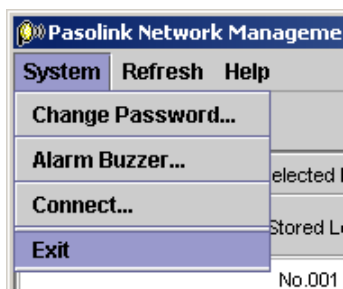 Pasolink Network Manageme
System Refresh Help
Change Password...
Alarm Buzzer...
elected
Connect...
Stored L
Exit
No.001